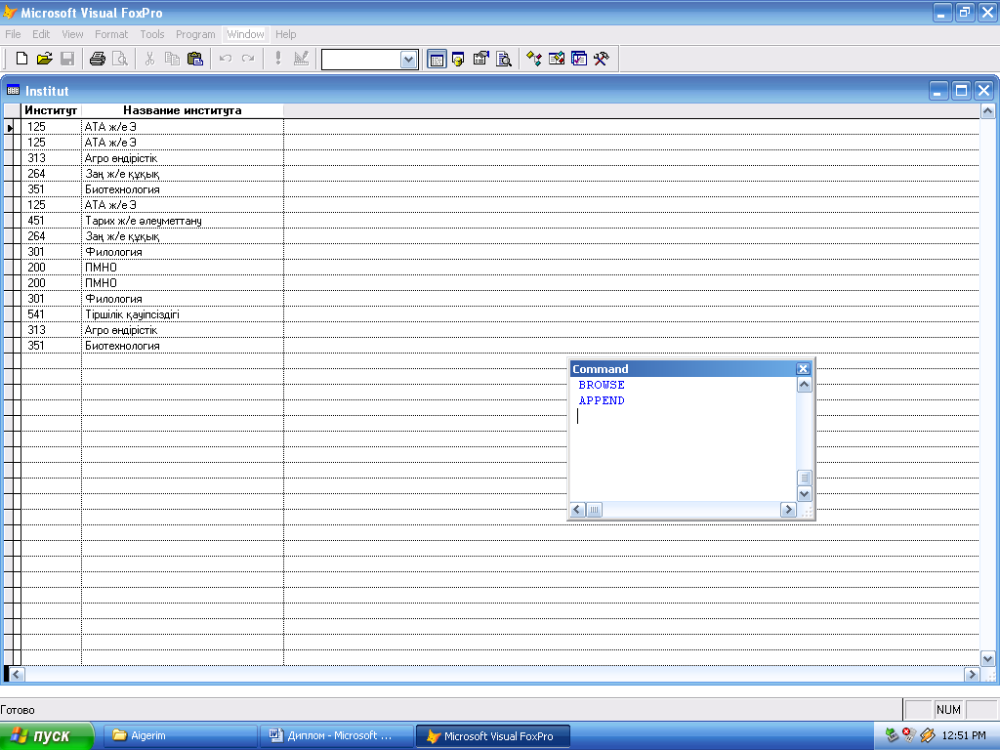 Microsoft Visual FoxPro
File Edit View Format Tools Program Window Help
Institut
Институт Название института
125 АТА ж/е Э
125 АТА ж/е Э
313 Агро өндірістік
264 Заң ж/е құқық
351 Биотехнология
125 АТА ж/е Э
451 Тарих ж/е әлеуметтану
264 Заң ж/е құқық
301 Филология
200 ПМНО
200 ПМНО
301 Филология
541 Тіршілік қауіпсіздігі
313 Агро өндірістік
351 Биотехнология
Command
BROWSE
APPEND
Готово
NUM
пуск
Aigerim
Диплом - Microsoft ...
Microsoft Visual FoxPro
12:51 PM